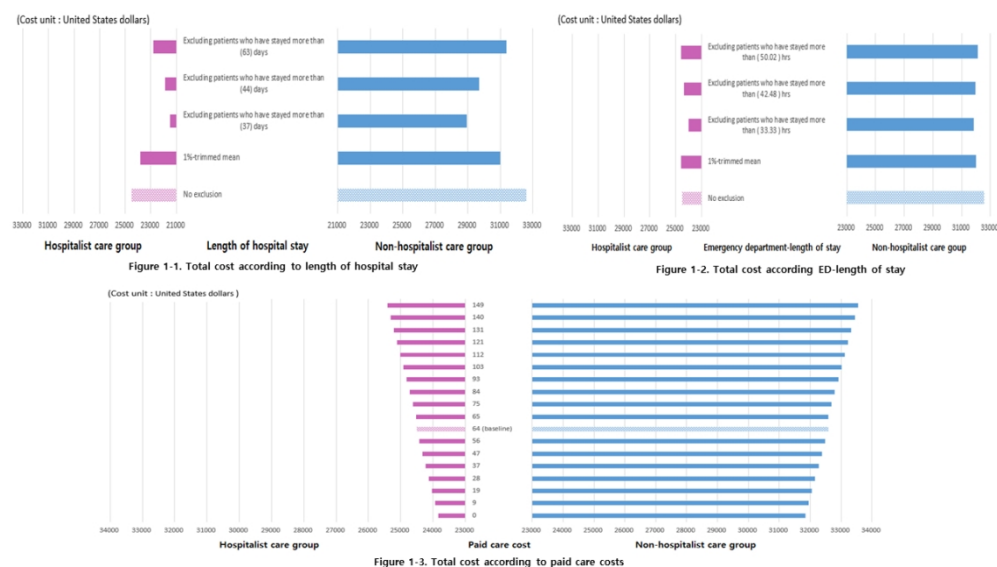 (Cost unit : United States dollars)
Excluding patients who have stayed more than
(63) days
Excluding patients who have stayed more than
(44) days
Excluding patients who have stayed more than
(37) days
1%-trimmed mean
No exclusion
33000 31000 29000 27000 25000 23000 21000
21000 23000 25000 27000 29000 31000 33000
Hospitalist care group
Length of hospital stay
Non-hospitalist care group
Figure 1-1. Total cost according to length of hospital stay
(Cost unit : United States dollars)
Excluding patients who have stayed more
than ( 50.02 ) hrs
Excluding patients who have stayed more
than ( 42.48 ) hrs
Excluding patients who have stayed more
than ( 33.33 ) hrs
1%-trimmed mean
No exclusion
33000 31000 29000 27000 25000 23000
23000 25000 27000 29000 31000 33000
Hospitalist care group
Emergency department-length of stay
Non-hospitalist care group
Figure 1-2. Total cost according ED-length of stay
(Cost unit : United States dollars )
149
140
131
121
112
103
93
84
75
65
64 (baseline)
56
47
37
28
19
9
0
34000 33000 32000 31000 30000 29000 28000 27000 26000 25000 24000 23000
23000 24000 25000 26000 27000 28000 29000 30000 31000 32000 33000 34000
Hospitalist care group
Paid care cost
Non-hospitalist care group
Figure 1-3. Total cost according to paid care costs